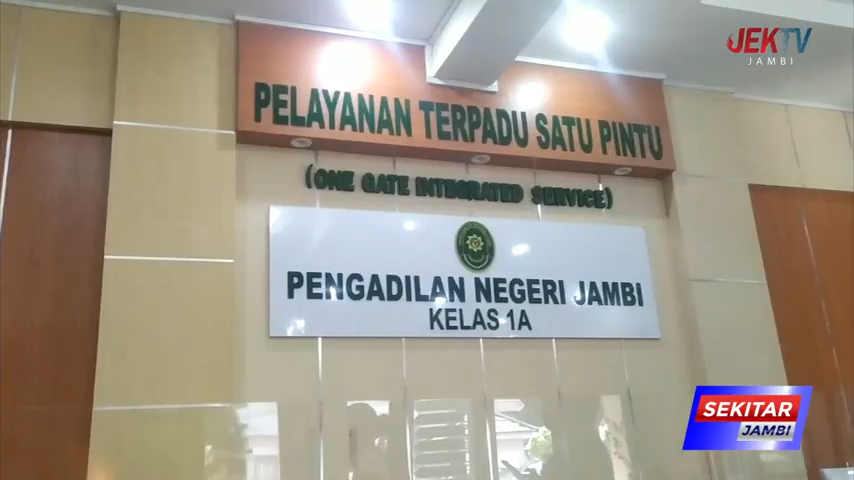 JEKTV
JAMBI
PELAYANAN TERPADU SATU PINTU
(ONE GATE INTEGRATED SERVICE)
PENGADILAN NEGERI JAMBI
KELAS 1A
SEKITAR
JAMBI